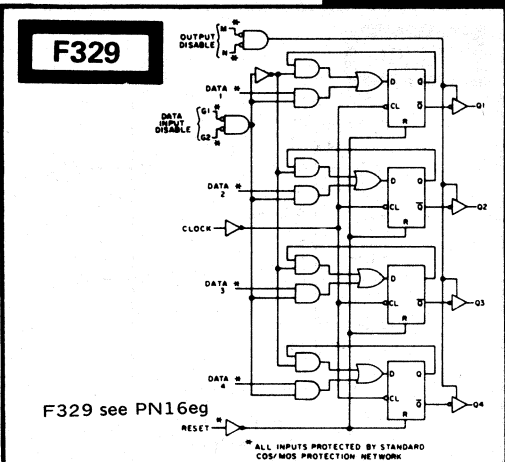 F329
OUTPUT DISABLE { M *
N *
DATA 1 *
DATA INPUT DISABLE { G1 *
G2 *
D Q
CL Q̅
R
Q1
DATA 2 *
D Q
CL Q̅
R
Q2
CLOCK
DATA 3 *
D Q
CL Q̅
R
Q3
DATA 4 *
D Q
CL Q̅
R
Q4
F329 see PN16eg
RESET *
* ALL INPUTS PROTECTED BY STANDARD
COS/MOS PROTECTION NETWORK